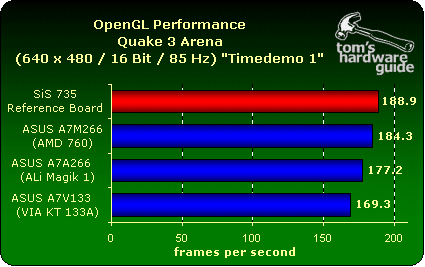 OpenGL Performance
Quake 3 Arena
(640 x 480 / 16 Bit / 85 Hz) "Timedemo 1"
tom's
hardware
guide
SiS 735
Reference Board
188.9
ASUS A7M266
(AMD 760)
184.3
ASUS A7A266
(ALi Magik 1)
177.2
ASUS A7V133
(VIA KT 133A)
169.3
0 50 100 150 200
frames per second